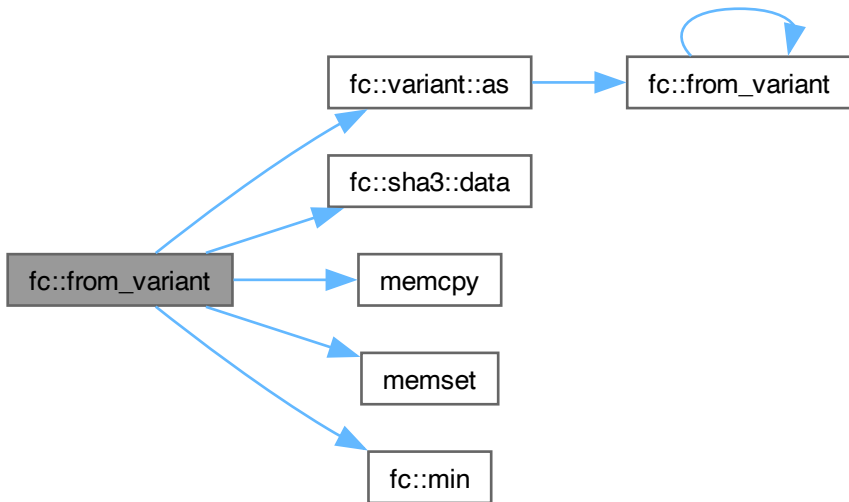 fc::variant::as
fc::from_variant
fc::sha3::data
fc::from_variant
memcpy
memset
fc::min